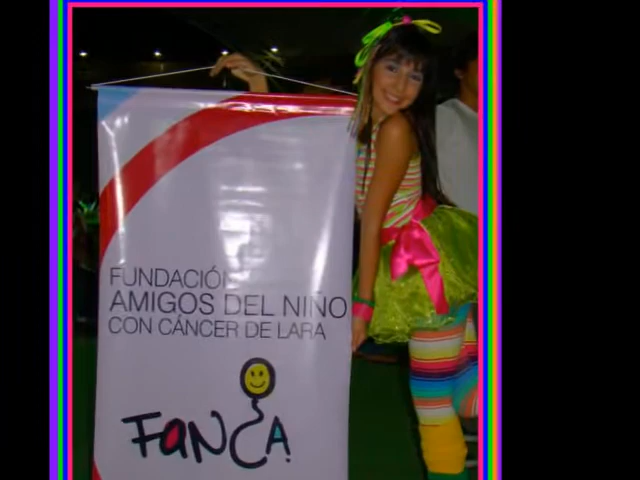 FUNDACIÓN
AMIGOS DEL NIÑO
CON CÁNCER DE LARA
FANCA